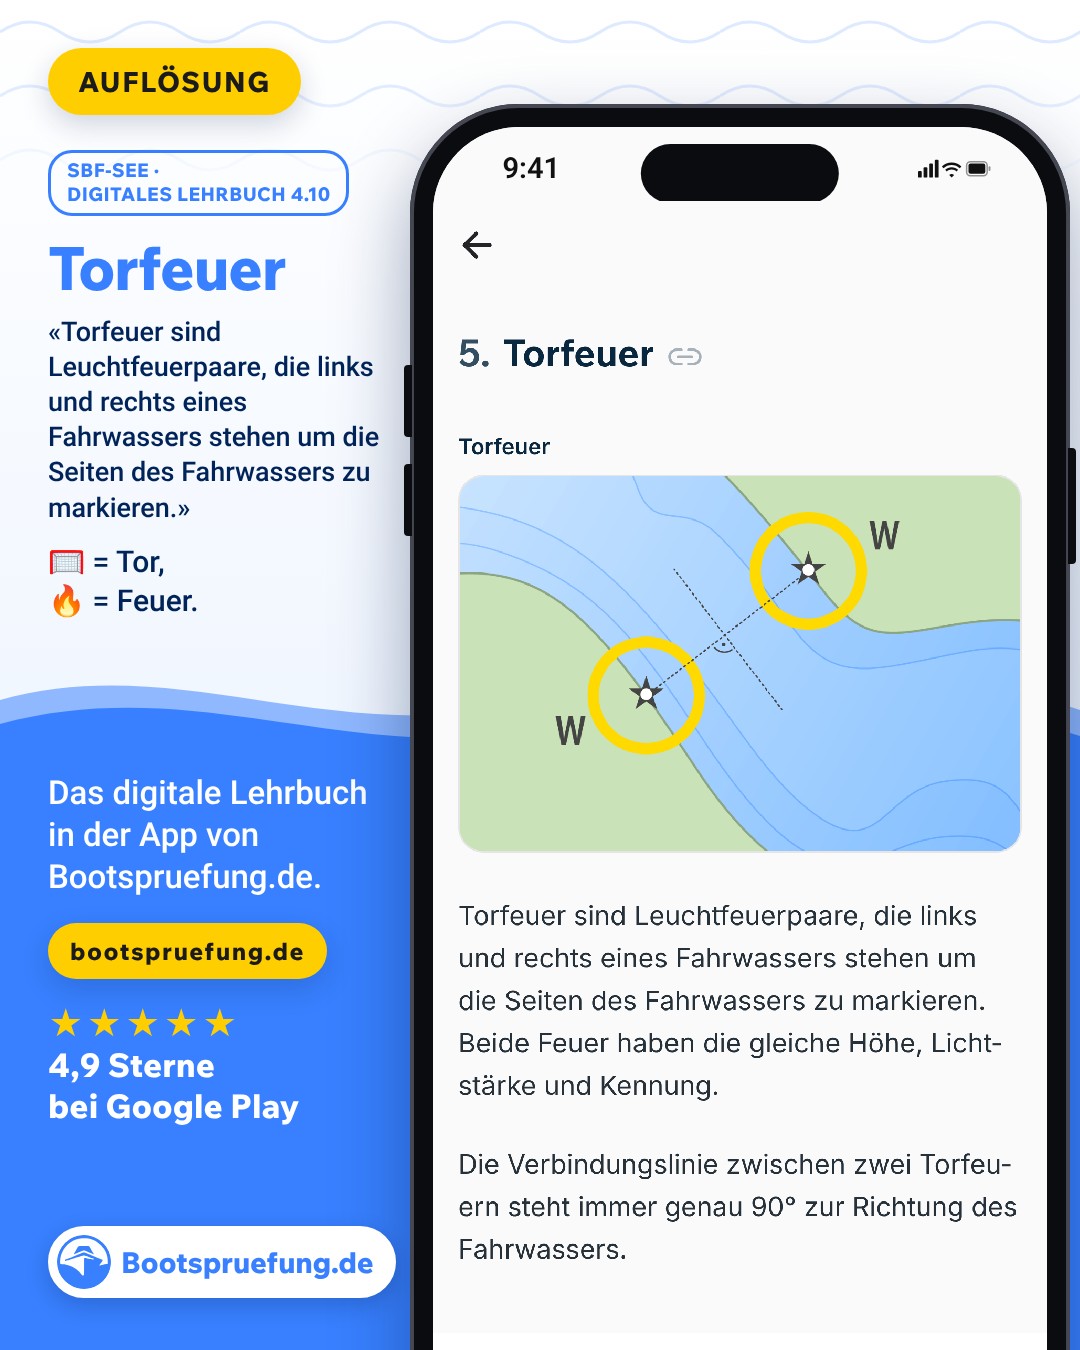 AUFLÖSUNG
SBF-SEE ·
DIGITALES LEHRBUCH 4.10
Torfeuer
«Torfeuer sind
Leuchtfeuerpaare, die links
und rechts eines
Fahrwassers stehen um die
Seiten des Fahrwassers zu
markieren.»
🥅 = Tor,
🔥 = Feuer.
Das digitale Lehrbuch
in der App von
Bootspruefung.de.
bootspruefung.de
★★★★★
4,9 Sterne
bei Google Play
Bootspruefung.de
9:41
5. Torfeuer
Torfeuer
W
W
Torfeuer sind Leuchtfeuerpaare, die links
und rechts eines Fahrwassers stehen um
die Seiten des Fahrwassers zu markieren.
Beide Feuer haben die gleiche Höhe, Licht-
stärke und Kennung.
Die Verbindungslinie zwischen zwei Torfeu-
ern steht immer genau 90° zur Richtung des
Fahrwassers.